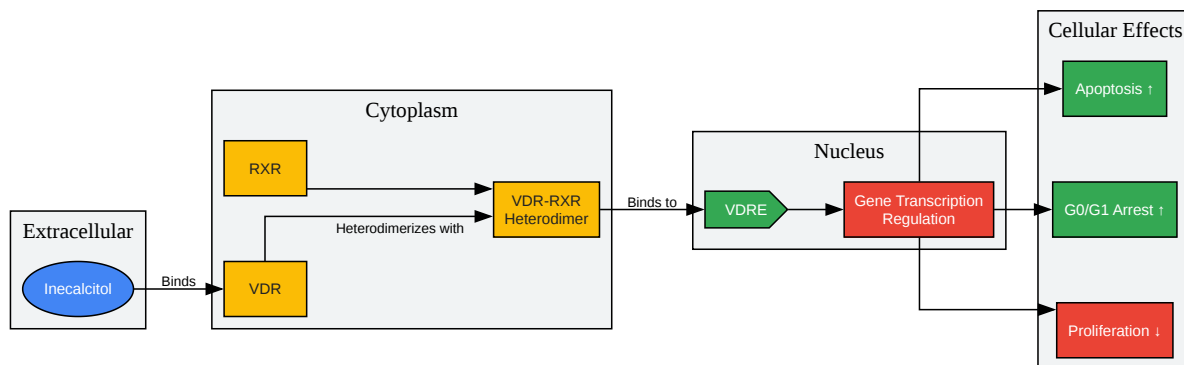 Extracellular
Inecalcitol
Binds
Cytoplasm
RXR
VDR
Heterodimerizes with
VDR-RXR
Heterodimer
Binds to
Nucleus
VDRE
Gene Transcription
Regulation
Cellular Effects
Apoptosis ↑
G0/G1 Arrest ↑
Proliferation ↓